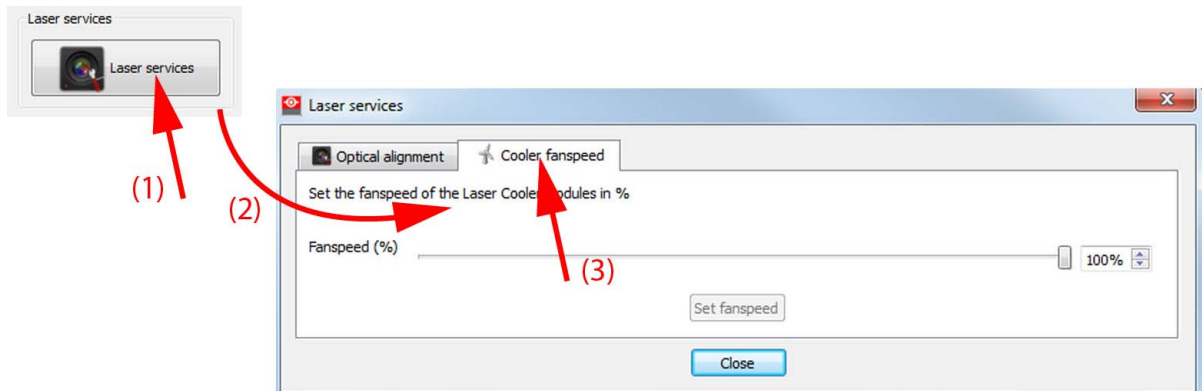 Laser services
Laser services
(1)
(2)
Laser services
Optical alignment
Cooler fanspeed
Set the fanspeed of the Laser Cooler modules in %
Fanspeed (%)
100%
(3)
Set fanspeed
Close